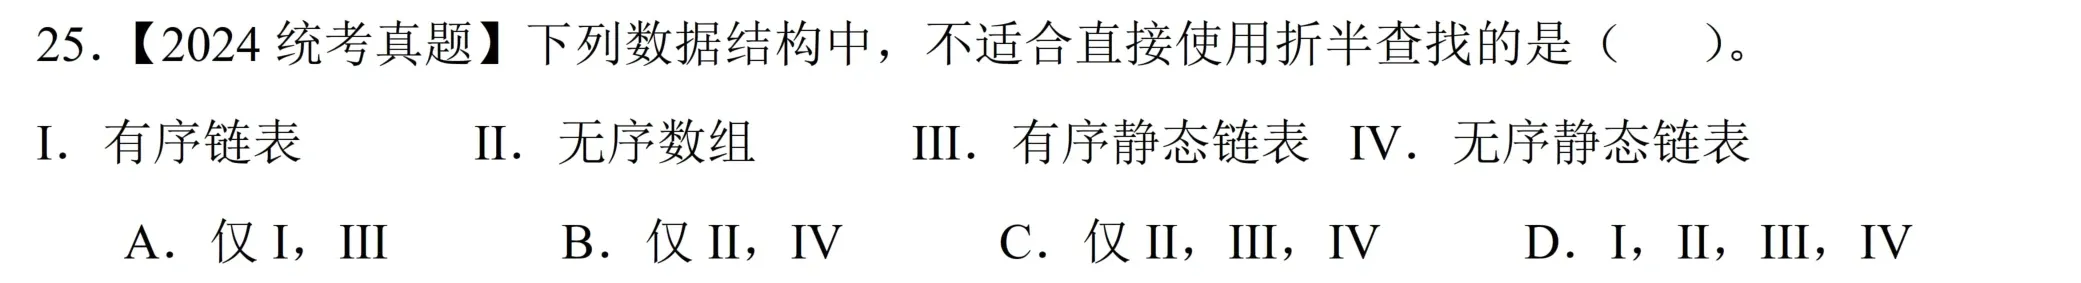 25.【2024 统考真题】下列数据结构中，不适合直接使用折半查找的是（　　）。
I. 有序链表　　II. 无序数组　　III. 有序静态链表　IV. 无序静态链表
A. 仅 I，III　　B. 仅 II，IV　　C. 仅 II，III，IV　　D. I，II，III，IV